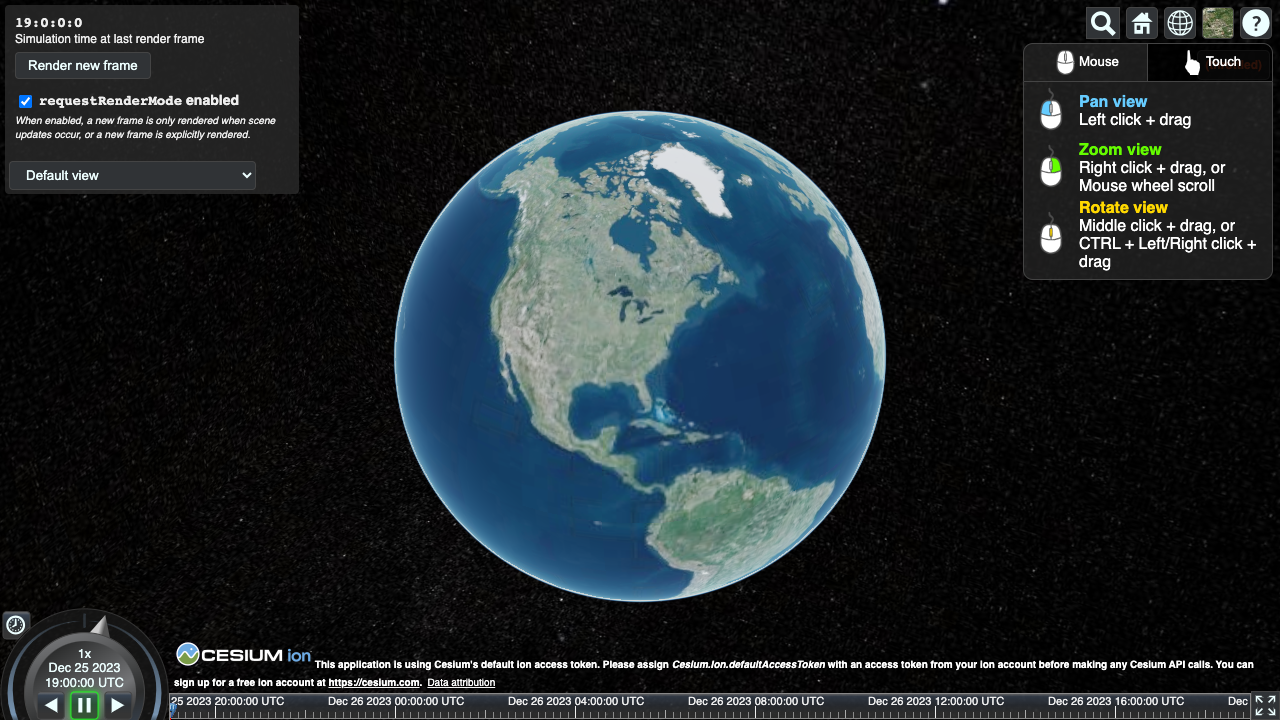 19:0:0:0
Simulation time at last render frame
Render new frame
requestRenderMode enabled
When enabled, a new frame is only rendered when scene
updates occur, or a new frame is explicitly rendered.
Default view
?
Mouse
Touch
Pan view
Left click + drag
Zoom view
Right click + drag, or
Mouse wheel scroll
Rotate view
Middle click + drag, or
CTRL + Left/Right click +
drag
1x
Dec 25 2023
19:00:00 UTC
CESIUM ion
This application is using Cesium's default ion access token. Please assign Cesium.Ion.defaultAccessToken with an access token from your ion account before making any Cesium API calls. You can
sign up for a free ion account at https://cesium.com. Data attribution
25 2023 20:00:00 UTC
Dec 26 2023 00:00:00 UTC
Dec 26 2023 04:00:00 UTC
Dec 26 2023 08:00:00 UTC
Dec 26 2023 12:00:00 UTC
Dec 26 2023 16:00:00 UTC
Dec